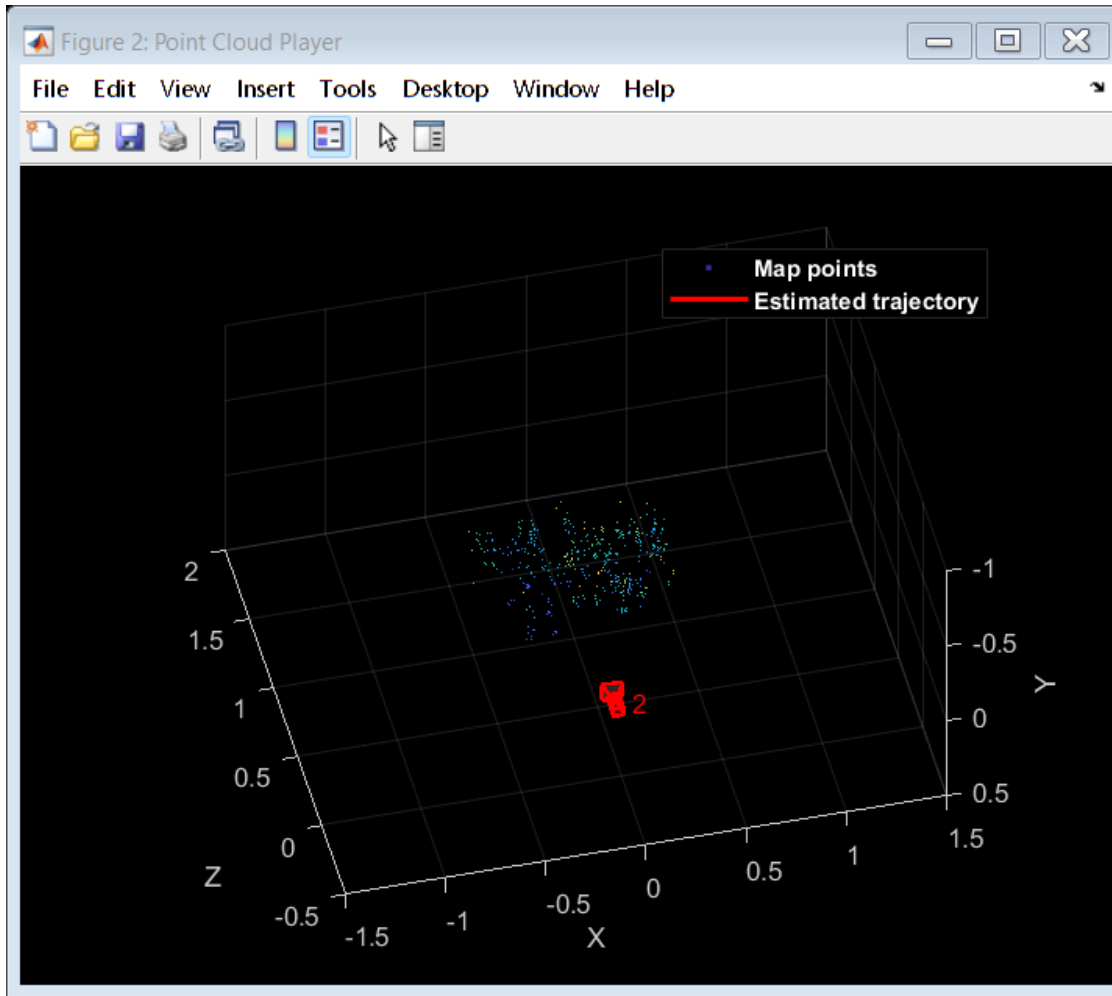 Figure 2: Point Cloud Player
File Edit View Insert Tools Desktop Window Help
Map points
Estimated trajectory
2
1.5
1
0.5
0
-0.5
Z
-1.5
-1
-0.5
0
0.5
1
1.5
X
-1
-0.5
0
0.5
Y
2